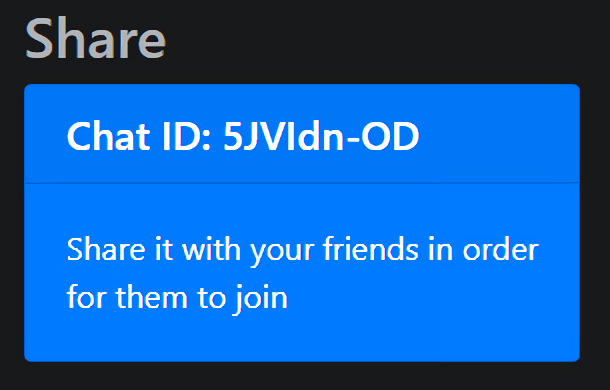 Share
Chat ID: 5JVIdn-OD
Share it with your friends in order
for them to join